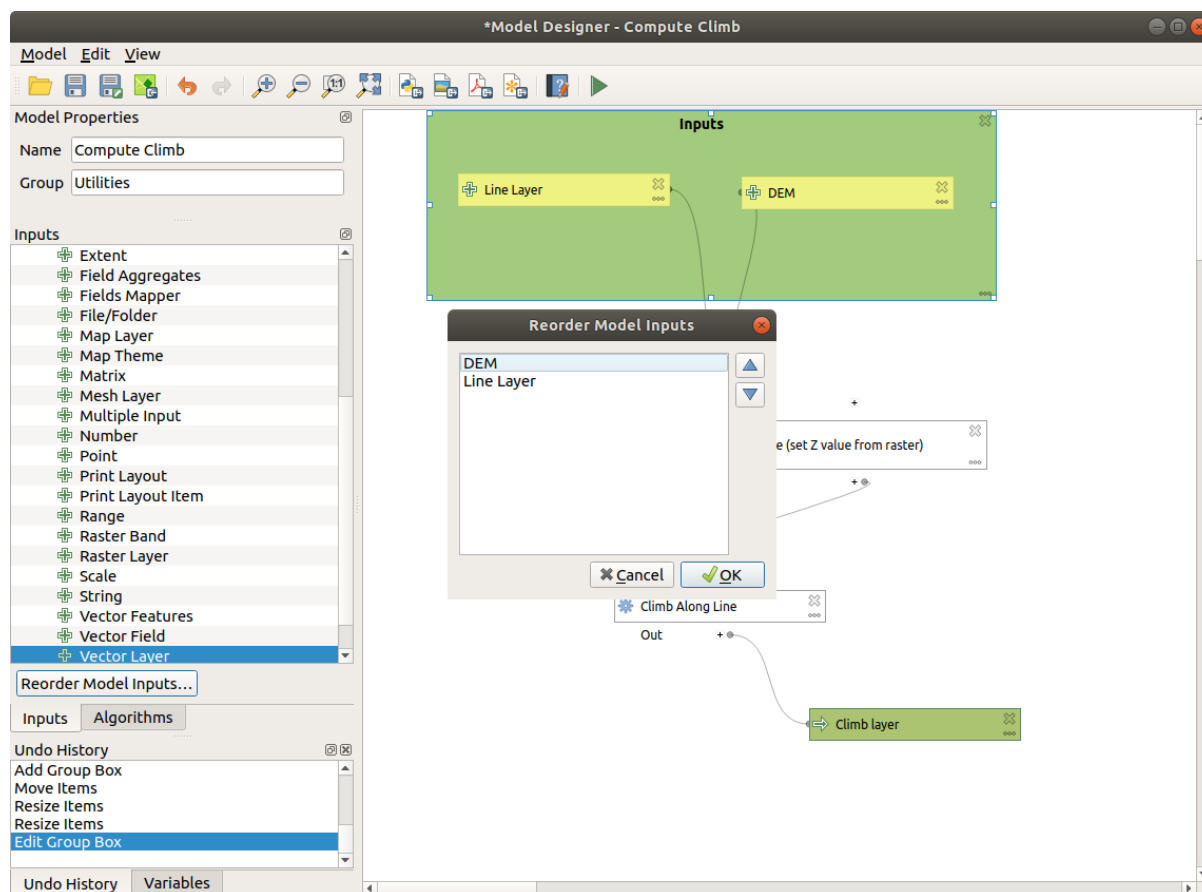 *Model Designer - Compute Climb
Model Edit View
1:1
Model Properties
Name Compute Climb
Group Utilities
Inputs
Extent
Field Aggregates
Fields Mapper
File/Folder
Map Layer
Map Theme
Matrix
Mesh Layer
Multiple Input
Number
Point
Print Layout
Print Layout Item
Range
Raster Band
Raster Layer
Scale
String
Vector Features
Vector Field
Vector Layer
Reorder Model Inputs...
Inputs Algorithms
Undo History
Add Group Box
Move Items
Resize Items
Resize Items
Edit Group Box
Undo History Variables
Inputs
Line Layer
DEM
Reorder Model Inputs
DEM
Line Layer
Cancel OK
e (set Z value from raster)
Climb Along Line
Out
Climb layer